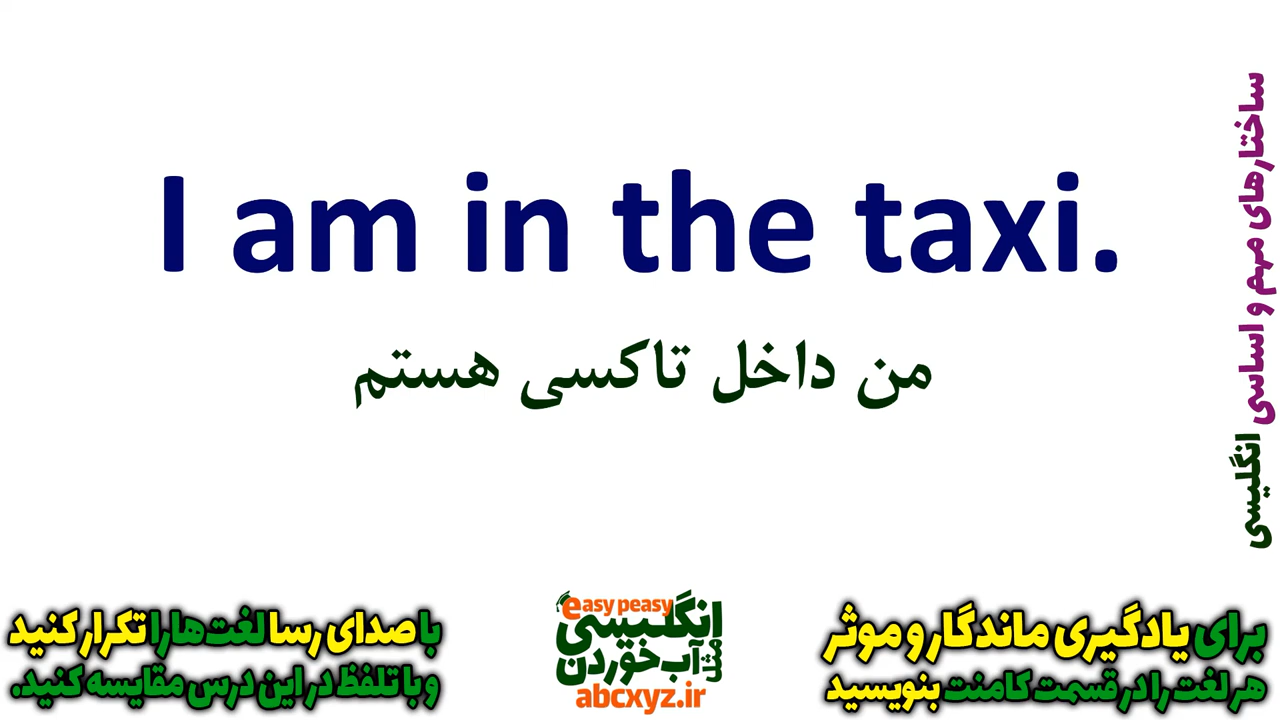 I am in the taxi.
من داخل تاکسی هستم
ساختارهای مهم و اساسی انگلیسی
برای یادگیری ماندگار و موثر
هر لغت را در قسمت کامنت بنویسید
easy peasy
انگلیسی
مثل آب خوردن
abcxyz.ir
با صدای رسا لغت‌ها را تکرار کنید
و با تلفظ در این درس مقایسه کنید.